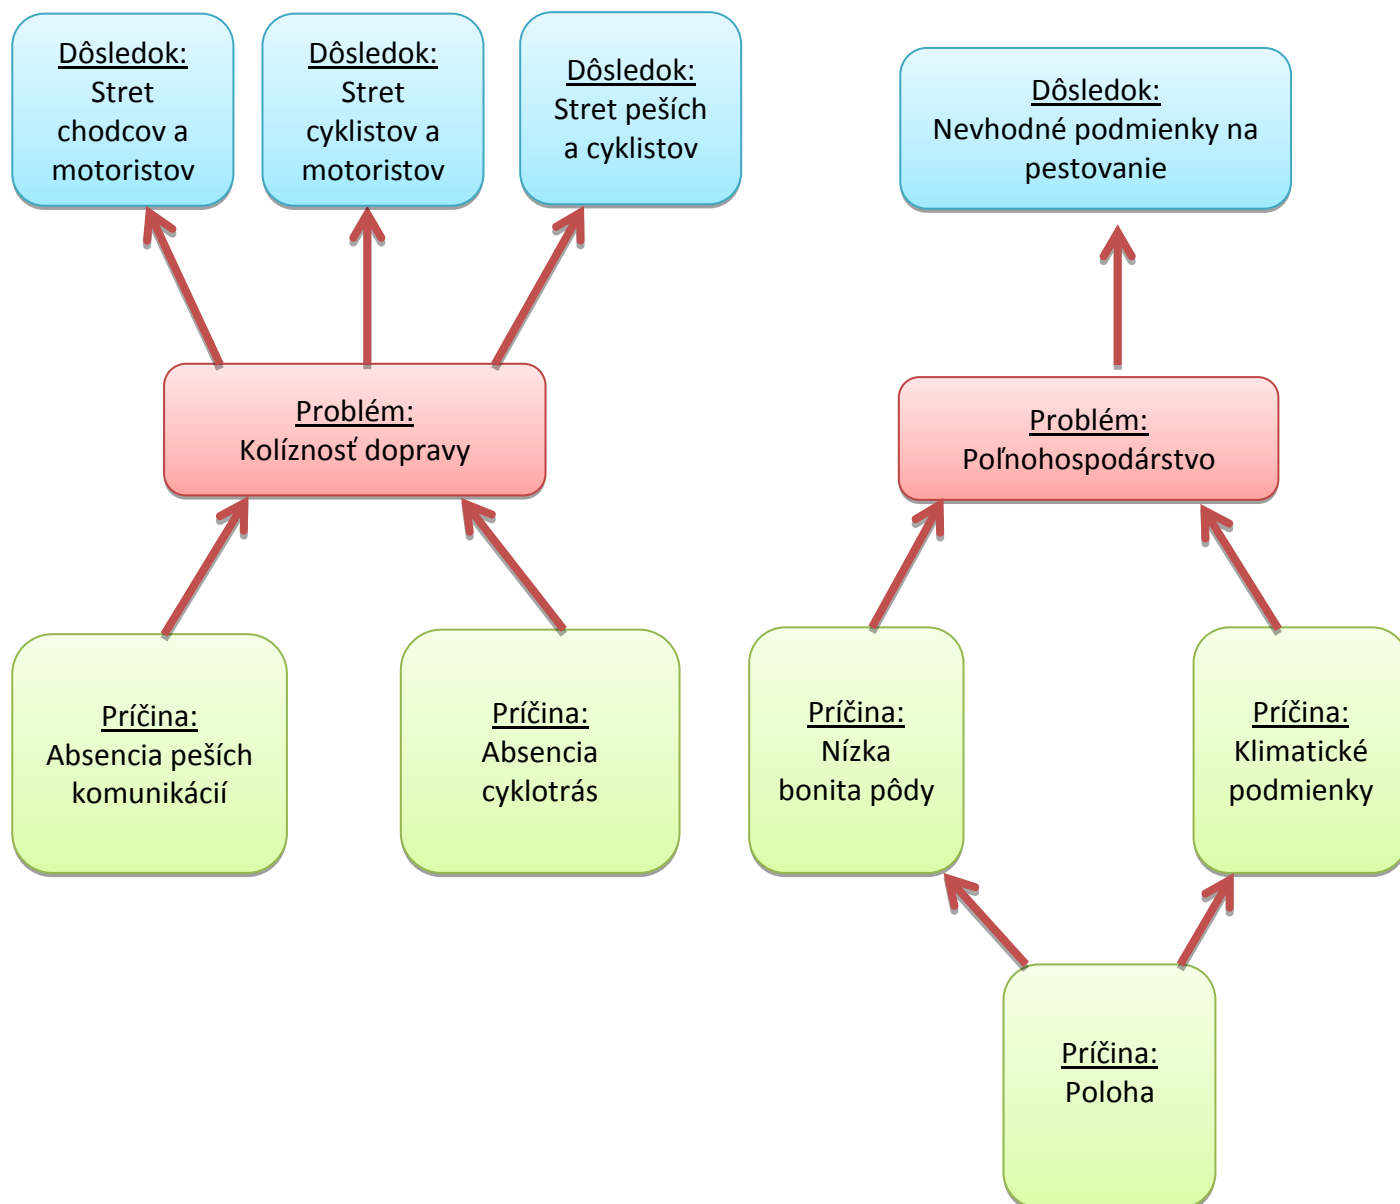 Dôsledok:
Stret
chodcov a
motoristov
Dôsledok:
Stret
cyklistov a
motoristov
Dôsledok:
Stret peších
a cyklistov
Dôsledok:
Nevhodné podmienky na
pestovanie
Problém:
Kolíznosť dopravy
Problém:
Poľnohospodárstvo
Príčina:
Absencia peších
komunikácií
Príčina:
Absencia
cyklotrás
Príčina:
Nízka
bonita pôdy
Príčina:
Klimatické
podmienky
Príčina:
Poloha